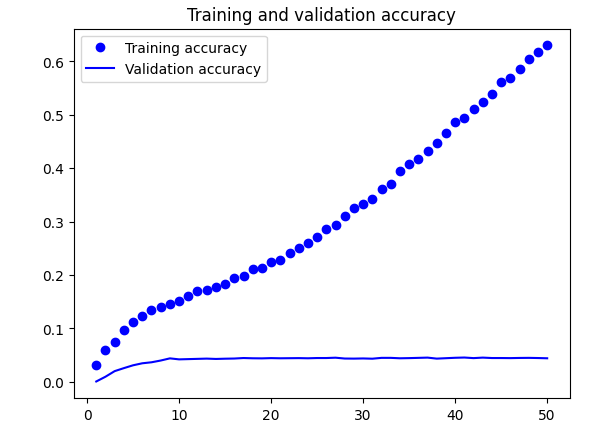 Training and validation accuracy
Training accuracy
Validation accuracy
0.6
0.5
0.4
0.3
0.2
0.1
0.0
0 10 20 30 40 50